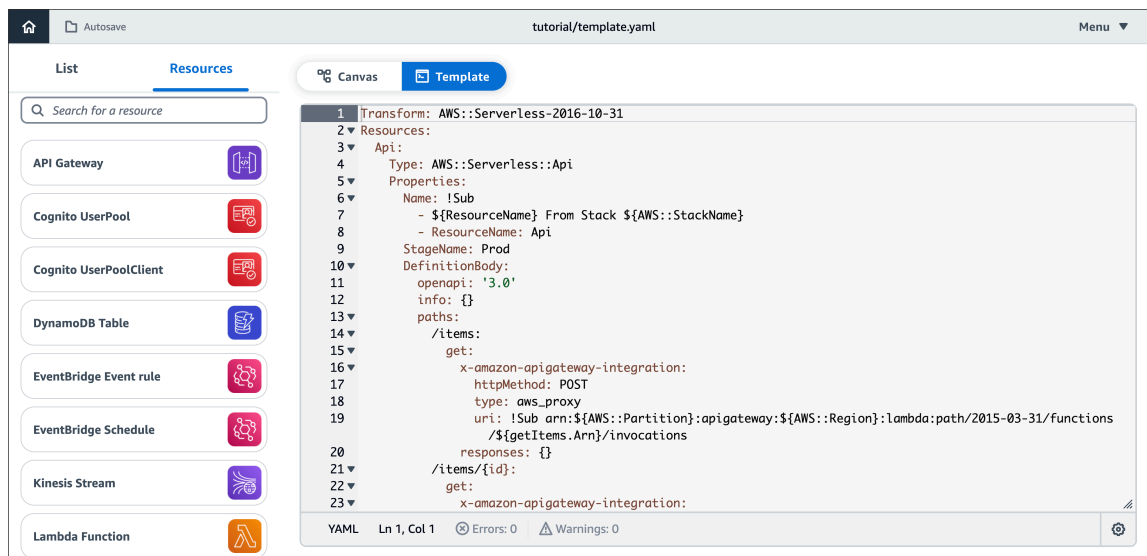 Autosave
tutorial/template.yaml
Menu
List
Resources
Search for a resource
API Gateway
Cognito UserPool
Cognito UserPoolClient
DynamoDB Table
EventBridge Event rule
EventBridge Schedule
Kinesis Stream
Lambda Function
Canvas
Template
1 Transform: AWS::Serverless-2016-10-31
2 Resources:
3 Api:
4 Type: AWS::Serverless::Api
5 Properties:
6 Name: !Sub
7 - ${ResourceName} From Stack ${AWS::StackName}
8 - ResourceName: Api
9 StageName: Prod
10 DefinitionBody:
11 openapi: '3.0'
12 info: {}
13 paths:
14 /items:
15 get:
16 x-amazon-apigateway-integration:
17 httpMethod: POST
18 type: aws_proxy
19 uri: !Sub arn:${AWS::Partition}:apigateway:${AWS::Region}:lambda:path/2015-03-31/functions
/${getItems.Arn}/invocations
20 responses: {}
21 /items/{id}:
22 get:
23 x-amazon-apigateway-integration:
YAML Ln 1, Col 1 Errors: 0 Warnings: 0